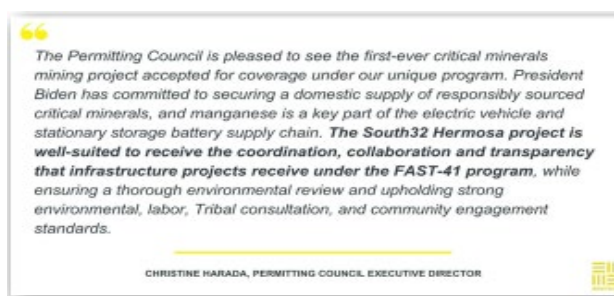 The Permitting Council is pleased to see the first-ever critical minerals
mining project accepted for coverage under our unique program. President
Biden has committed to securing a domestic supply of responsibly sourced
critical minerals, and manganese is a key part of the electric vehicle and
stationary storage battery supply chain. The South32 Hermosa project is
well-suited to receive the coordination, collaboration and transparency
that infrastructure projects receive under the FAST-41 program, while
ensuring a thorough environmental review and upholding strong
environmental, labor, Tribal consultation, and community engagement
standards.
CHRISTINE HARADA, PERMITTING COUNCIL EXECUTIVE DIRECTOR